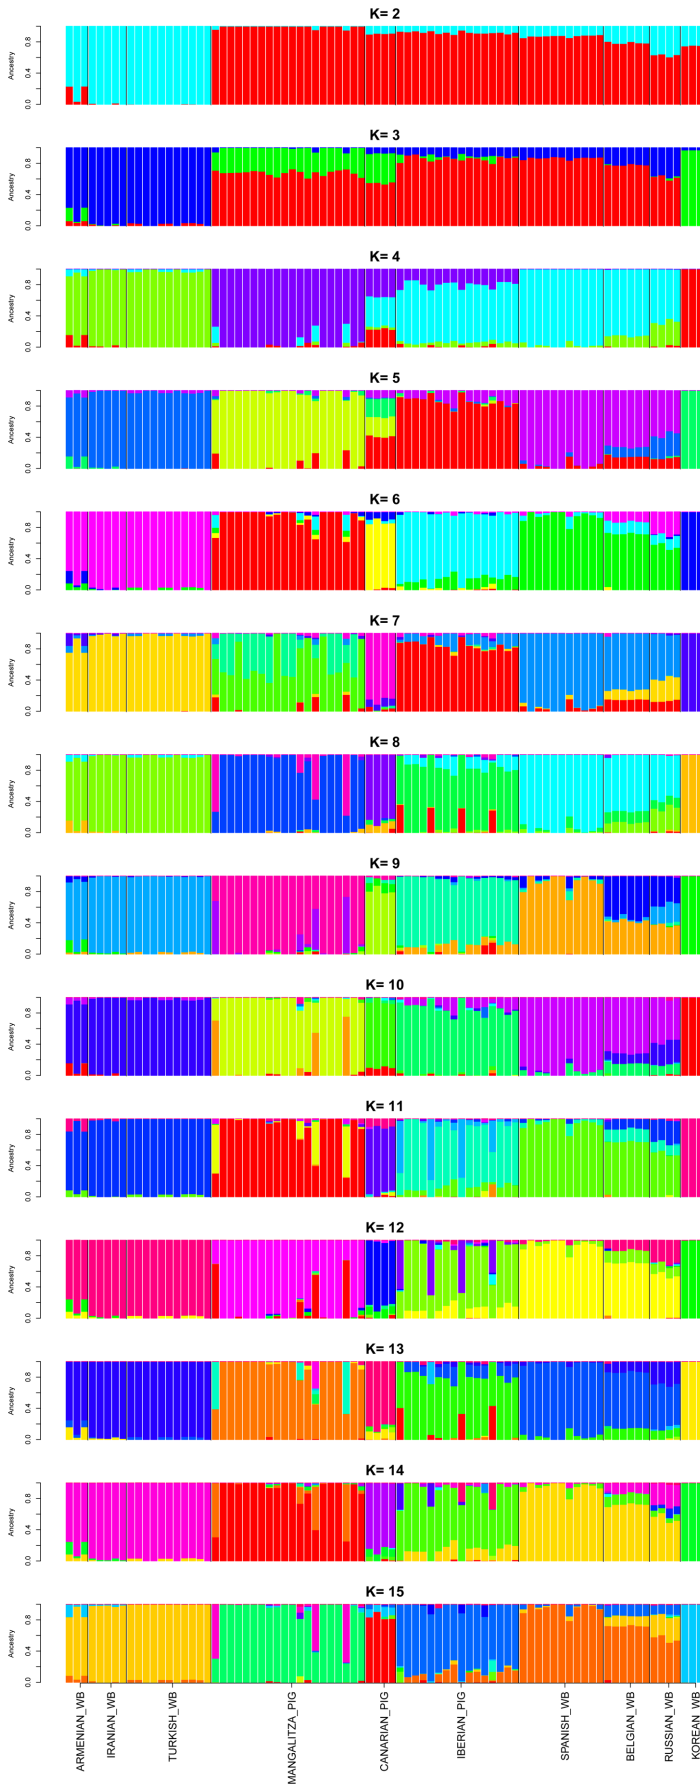 K= 2
Ancestry
0.0 0.4 0.8
K= 3
Ancestry
0.0 0.4 0.8
K= 4
Ancestry
0.0 0.4 0.8
K= 5
Ancestry
0.0 0.4 0.8
K= 6
Ancestry
0.0 0.4 0.8
K= 7
Ancestry
0.0 0.4 0.8
K= 8
Ancestry
0.0 0.4 0.8
K= 9
Ancestry
0.0 0.4 0.8
K= 10
Ancestry
0.0 0.4 0.8
K= 11
Ancestry
0.0 0.4 0.8
K= 12
Ancestry
0.0 0.4 0.8
K= 13
Ancestry
0.0 0.4 0.8
K= 14
Ancestry
0.0 0.4 0.8
K= 15
Ancestry
0.0 0.4 0.8
ARMENIAN_WB
IRANIAN_WB
TURKISH_WB
MANGALITZA_PIG
CANARIAN_PIG
IBERIAN_PIG
SPANISH_WB
BELGIAN_WB
RUSSIAN_WB
KOREAN_WB